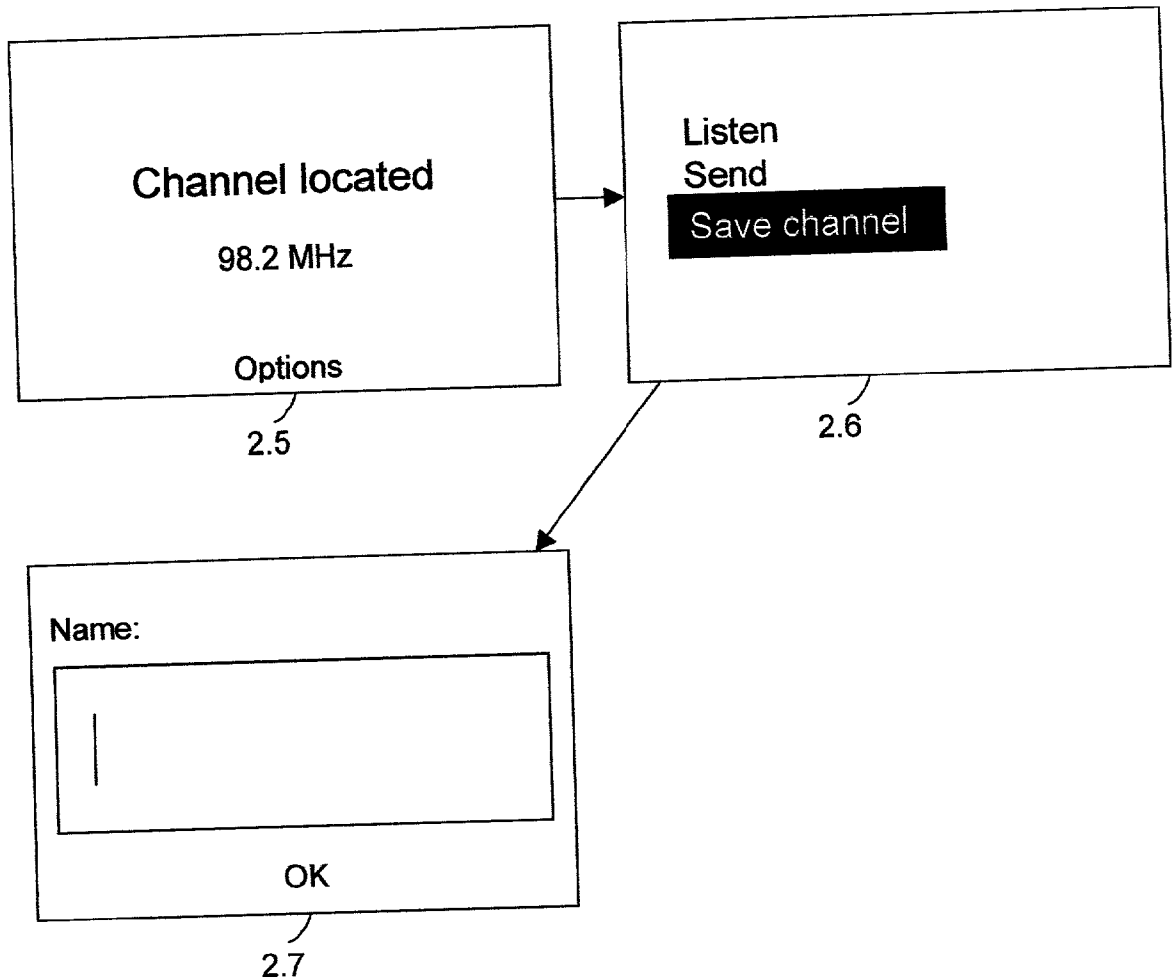 Channel located
98.2 MHz
Options
2.5
Listen
Send
Save channel
2.6
Name:
OK
2.7